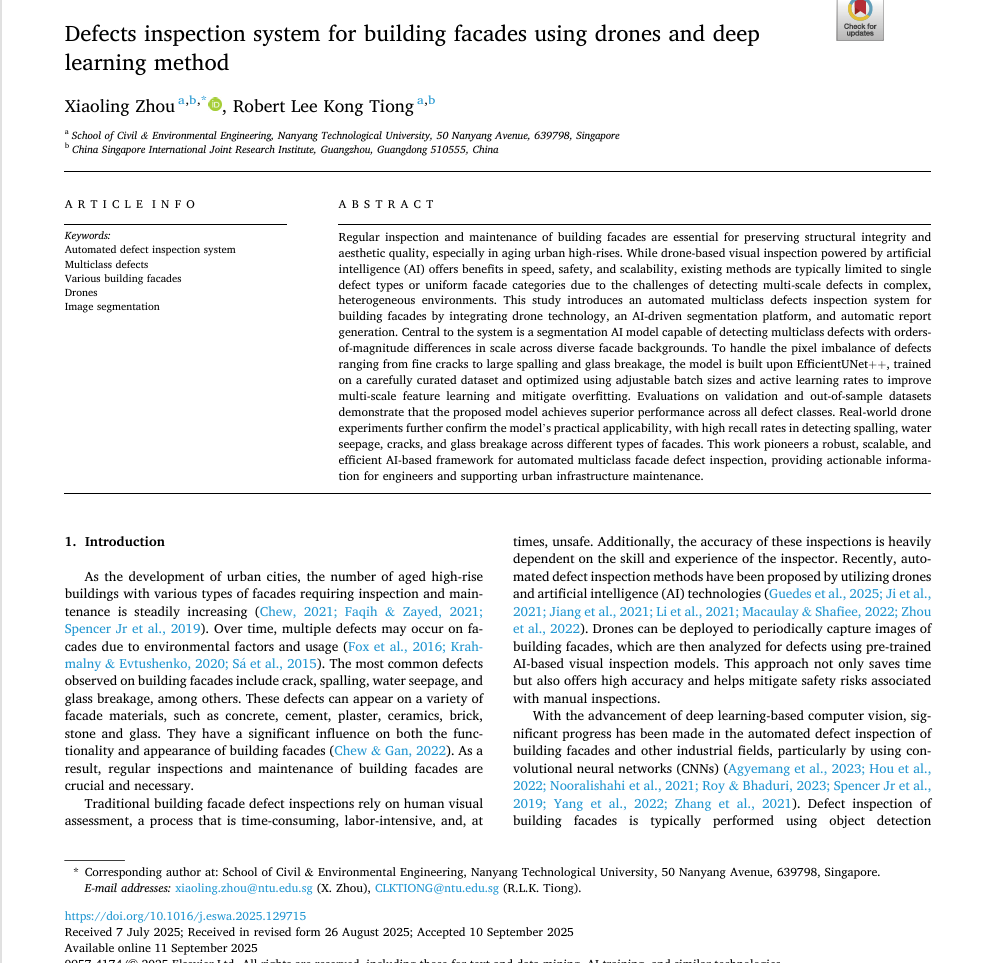 Check for
updates
Defects inspection system for building facades using drones and deep
learning method
Xiaoling Zhou a,b,* iD, Robert Lee Kong Tiong a,b
a School of Civil & Environmental Engineering, Nanyang Technological University, 50 Nanyang Avenue, 639798, Singapore
b China Singapore International Joint Research Institute, Guangzhou, Guangdong 510555, China
ARTICLE INFO
Keywords:
Automated defect inspection system
Multiclass defects
Various building facades
Drones
Image segmentation
ABSTRACT
Regular inspection and maintenance of building facades are essential for preserving structural integrity and
aesthetic quality, especially in aging urban high-rises. While drone-based visual inspection powered by artificial
intelligence (AI) offers benefits in speed, safety, and scalability, existing methods are typically limited to single
defect types or uniform facade categories due to the challenges of detecting multi-scale defects in complex,
heterogeneous environments. This study introduces an automated multiclass defects inspection system for
building facades by integrating drone technology, an AI-driven segmentation platform, and automatic report
generation. Central to the system is a segmentation AI model capable of detecting multiclass defects with orders-
of-magnitude differences in scale across diverse facade backgrounds. To handle the pixel imbalance of defects
ranging from fine cracks to large spalling and glass breakage, the model is built upon EfficientUNet++, trained
on a carefully curated dataset and optimized using adjustable batch sizes and active learning rates to improve
multi-scale feature learning and mitigate overfitting. Evaluations on validation and out-of-sample datasets
demonstrate that the proposed model achieves superior performance across all defect classes. Real-world drone
experiments further confirm the model's practical applicability, with high recall rates in detecting spalling, water
seepage, cracks, and glass breakage across different types of facades. This work pioneers a robust, scalable, and
efficient AI-based framework for automated multiclass facade defect inspection, providing actionable informa-
tion for engineers and supporting urban infrastructure maintenance.
1. Introduction
As the development of urban cities, the number of aged high-rise
buildings with various types of facades requiring inspection and main-
tenance is steadily increasing (Chew, 2021; Faqih & Zayed, 2021;
Spencer Jr et al., 2019). Over time, multiple defects may occur on fa-
cades due to environmental factors and usage (Fox et al., 2016; Krah-
malny & Evtushenko, 2020; Sá et al., 2015). The most common defects
observed on building facades include crack, spalling, water seepage, and
glass breakage, among others. These defects can appear on a variety of
facade materials, such as concrete, cement, plaster, ceramics, brick,
stone and glass. They have a significant influence on both the func-
tionality and appearance of building facades (Chew & Gan, 2022). As a
result, regular inspections and maintenance of building facades are
crucial and necessary.
Traditional building facade defect inspections rely on human visual
assessment, a process that is time-consuming, labor-intensive, and, at
times, unsafe. Additionally, the accuracy of these inspections is heavily
dependent on the skill and experience of the inspector. Recently, auto-
mated defect inspection methods have been proposed by utilizing drones
and artificial intelligence (AI) technologies (Guedes et al., 2025; Ji et al.,
2021; Jiang et al., 2021; Li et al., 2021; Macaulay & Shafiee, 2022; Zhou
et al., 2022). Drones can be deployed to periodically capture images of
building facades, which are then analyzed for defects using pre-trained
AI-based visual inspection models. This approach not only saves time
but also offers high accuracy and helps mitigate safety risks associated
with manual inspections.
With the advancement of deep learning-based computer vision, sig-
nificant progress has been made in the automated defect inspection of
building facades and other industrial fields, particularly by using con-
volutional neural networks (CNNs) (Agyemang et al., 2023; Hou et al.,
2022; Nooralishahi et al., 2021; Roy & Bhaduri, 2023; Spencer Jr et al.,
2019; Yang et al., 2022; Zhang et al., 2021). Defect inspection of
building facades is typically performed using object detection
* Corresponding author at: School of Civil & Environmental Engineering, Nanyang Technological University, 50 Nanyang Avenue, 639798, Singapore.
E-mail addresses: xiaoling.zhou@ntu.edu.sg (X. Zhou), CLKTIONG@ntu.edu.sg (R.L.K. Tiong).
https://doi.org/10.1016/j.eswa.2025.129715
Received 7 July 2025; Received in revised form 26 August 2025; Accepted 10 September 2025
Available online 11 September 2025
0957-4174/© 2025 Elsevier Ltd. All rights are reserved, including those for text and data mining, AI training, and similar technologies.